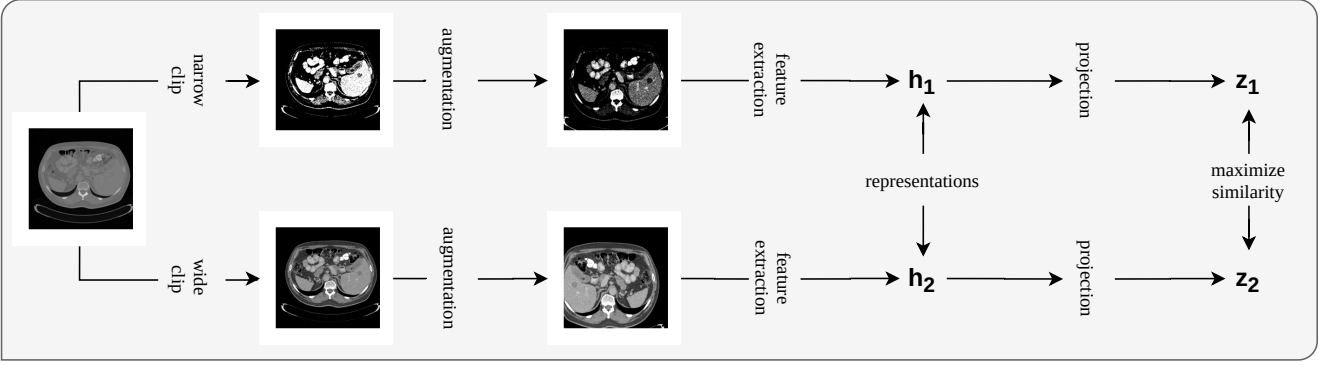 narrow
clip
augmentation
feature
extraction
h1
projection
z1
representations
maximize
similarity
wide
clip
augmentation
feature
extraction
h2
projection
z2